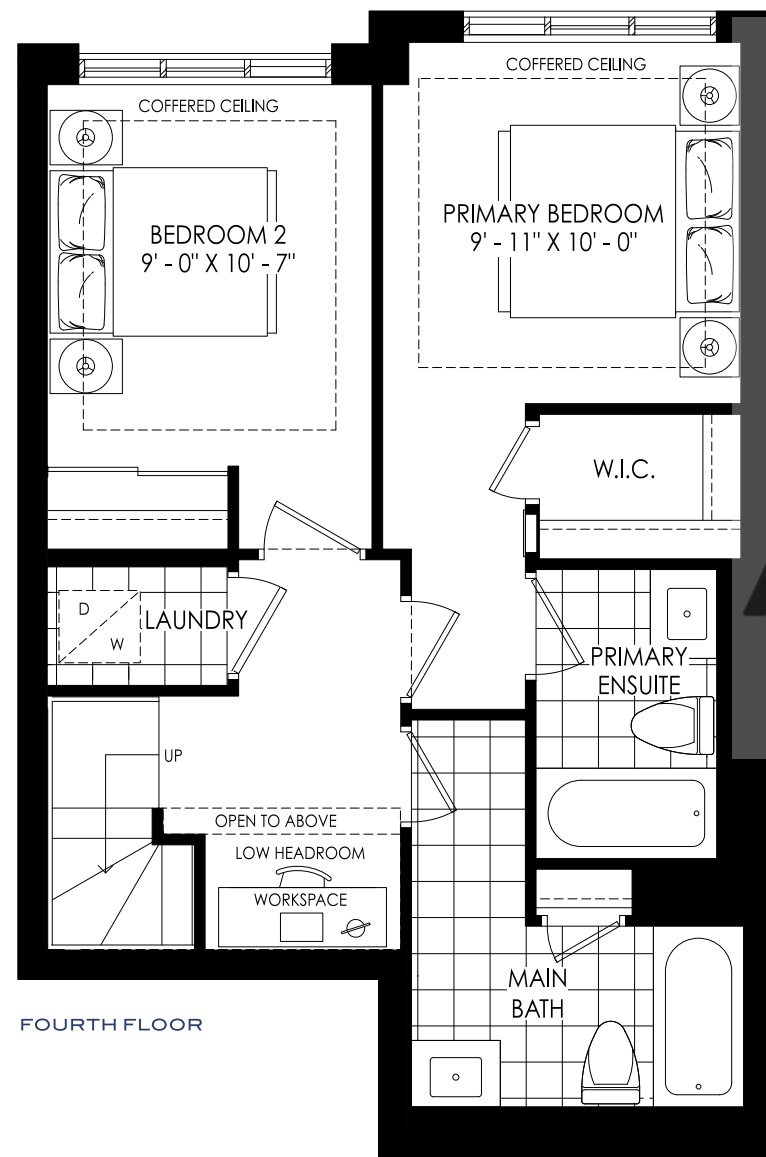 COFFERED CEILING
COFFERED CEILING
BEDROOM 2
9' - 0" X 10' - 7"
PRIMARY BEDROOM
9' - 11" X 10' - 0"
W.I.C.
D
W
LAUNDRY
PRIMARY
ENSUITE
UP
OPEN TO ABOVE
LOW HEADROOM
WORKSPACE
MAIN
BATH
FOURTH FLOOR